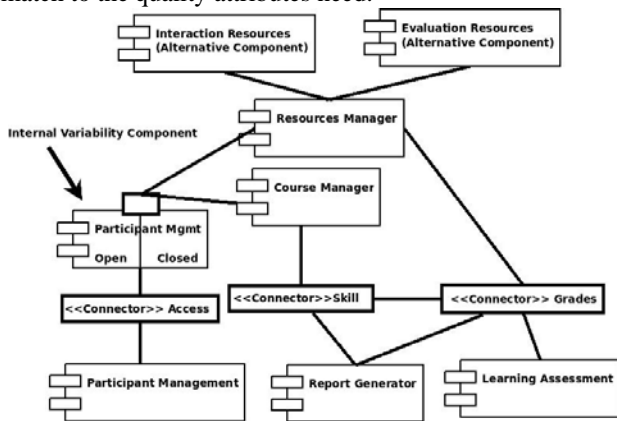 match to the quality attributes need.
Interaction Resources
(Alternative Component)
Evaluation Resources
(Alternative Component)
Resources Manager
Internal Variability Component
Course Manager
Participant Mgmt
Open Closed
<<Connector>> Access
<<Connector>>Skill
<<Connector>> Grades
Participant Management
Report Generator
Learning Assessment